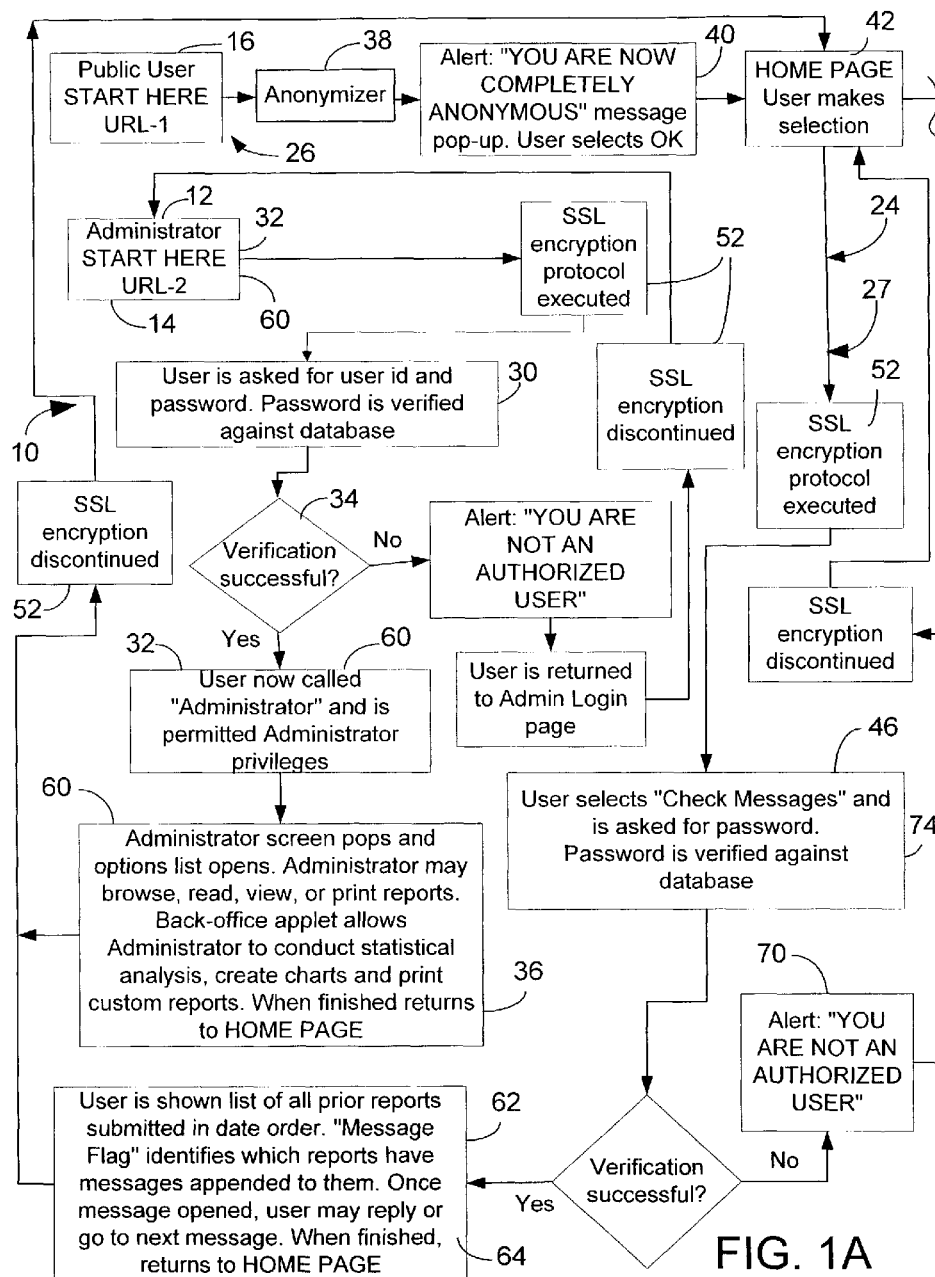 16
38
40
42
Public User
START HERE
URL-1
Anonymizer
Alert: "YOU ARE NOW
COMPLETELY
ANONYMOUS" message
pop-up. User selects OK
HOME PAGE
User makes
selection
26
12
32
Administrator
START HERE
URL-2
14
60
SSL
encryption
protocol
executed
52
24
27
User is asked for user id and
password. Password is verified
against database
30
SSL
encryption
discontinued
52
SSL
encryption
protocol
executed
10
SSL
encryption
discontinued
52
34
Verification
successful?
No
Yes
Alert: "YOU ARE
NOT AN
AUTHORIZED
USER"
SSL
encryption
discontinued
32
60
User now called
"Administrator" and is
permitted Administrator
privileges
User is returned
to Admin Login
page
46
User selects "Check Messages" and
is asked for password.
Password is verified against
database
74
60
Administrator screen pops and
options list opens. Administrator may
browse, read, view, or print reports.
Back-office applet allows
Administrator to conduct statistical
analysis, create charts and print
custom reports. When finished returns
to HOME PAGE
36
70
Alert: "YOU
ARE NOT AN
AUTHORIZED
USER"
User is shown list of all prior reports
submitted in date order. "Message
Flag" identifies which reports have
messages appended to them. Once
message opened, user may reply or
go to next message. When finished,
returns to HOME PAGE
62
64
Yes
Verification
successful?
No
FIG. 1A